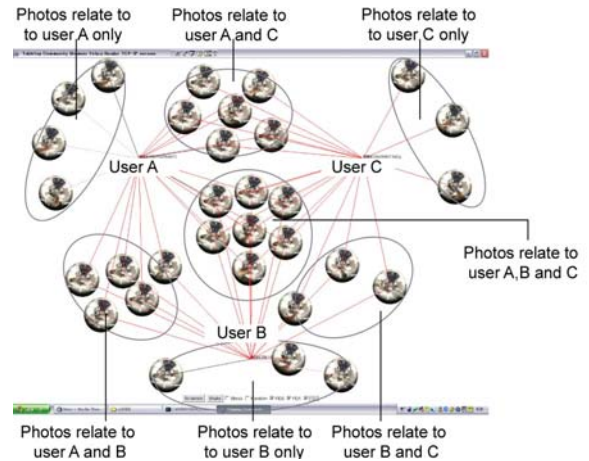 Photos relate to
to user A only
Photos relate to
user A and C
Photos relate to
to user C only
User A
User C
Photos relate to
user A,B and C
User B
Photos relate to
user A and B
Photos relate to
to user B only
Photos relate to
user B and C